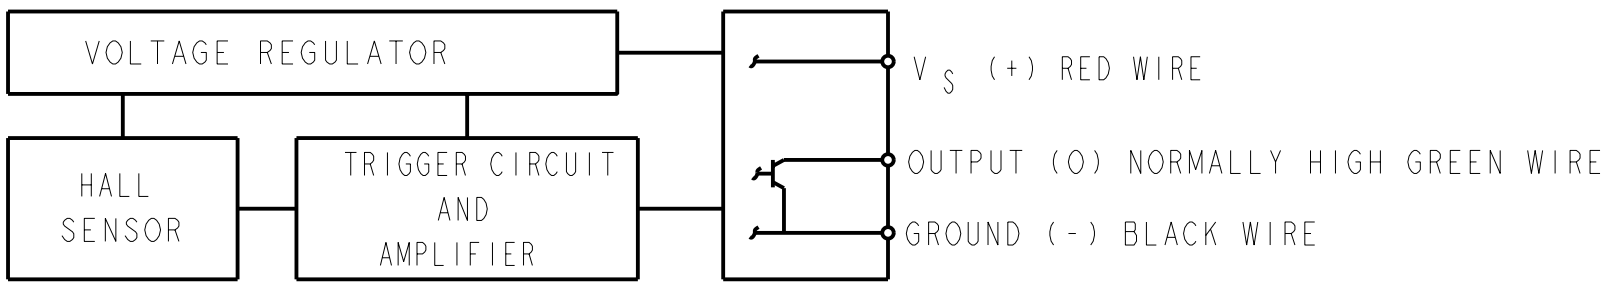 VOLTAGE REGULATOR
HALL
SENSOR
TRIGGER CIRCUIT
AND
AMPLIFIER
V S (+) RED WIRE
OUTPUT (O) NORMALLY HIGH GREEN WIRE
GROUND (-) BLACK WIRE